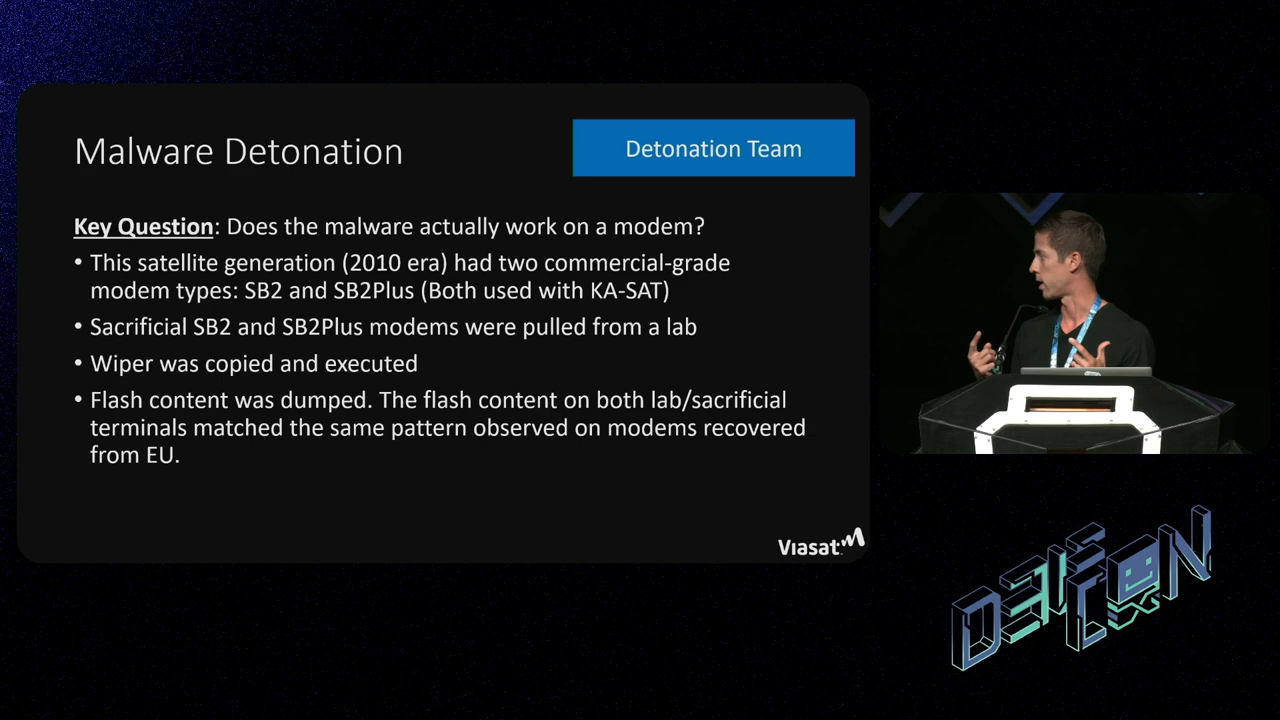 Malware Detonation
Detonation Team
Key Question: Does the malware actually work on a modem?
• This satellite generation (2010 era) had two commercial-grade
modem types: SB2 and SB2Plus (Both used with KA-SAT)
• Sacrificial SB2 and SB2Plus modems were pulled from a lab
• Wiper was copied and executed
• Flash content was dumped. The flash content on both lab/sacrificial
terminals matched the same pattern observed on modems recovered
from EU.
Viasat
DEF
CON